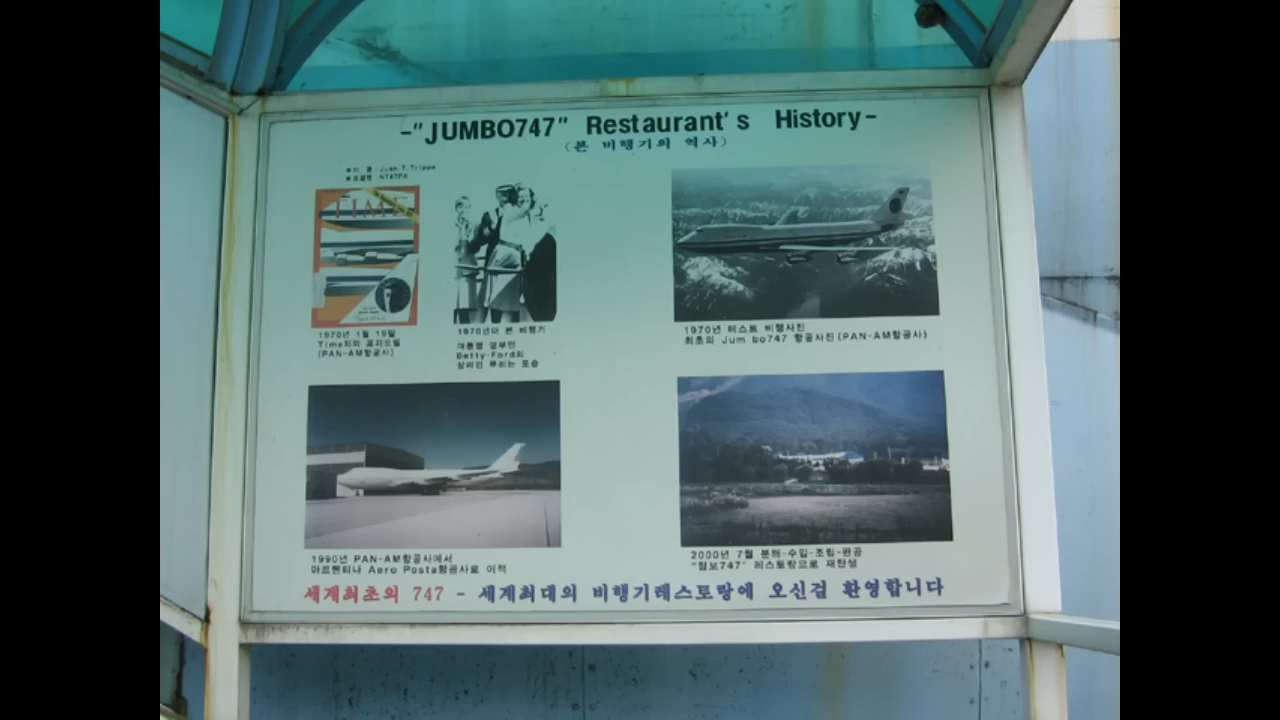 -"JUMBO747" Restaurant's History-
(본 비행기의 역사)
Juan.T.Trippe
N747PA
TIME
1970년 1월 19일
Time지의 표지모델
(PAN-AM항공사)
1970년대 본 비행기
대통령 영부인
Betty-Ford의
모습
1970년 테스트 비행사진
최초의 Jum bo747 항공사진(PAN-AM항공사)
1990년 PAN-AM항공사에서
아르헨티나 Aero Posta항공사로 이적
2000년 7월 분해-수입-조립-완공
"점보747" 레스토랑으로 재탄생
세계최초의 747 - 세계최대의 비행기레스토랑에 오신걸 환영합니다